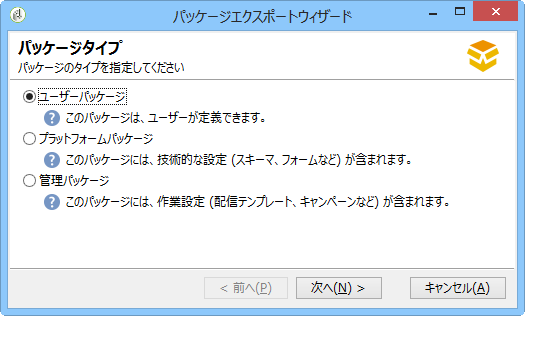 パッケージエクスポートウィザード
パッケージタイプ
パッケージのタイプを指定してください
ユーザーパッケージ
このパッケージは、ユーザーが定義できます。
プラットフォームパッケージ
このパッケージには、技術的な設定 (スキーマ、フォームなど) が含まれます。
管理パッケージ
このパッケージには、作業設定 (配信テンプレート、キャンペーンなど) が含まれます。
< 前へ(P) 次へ(N) > キャンセル(A)